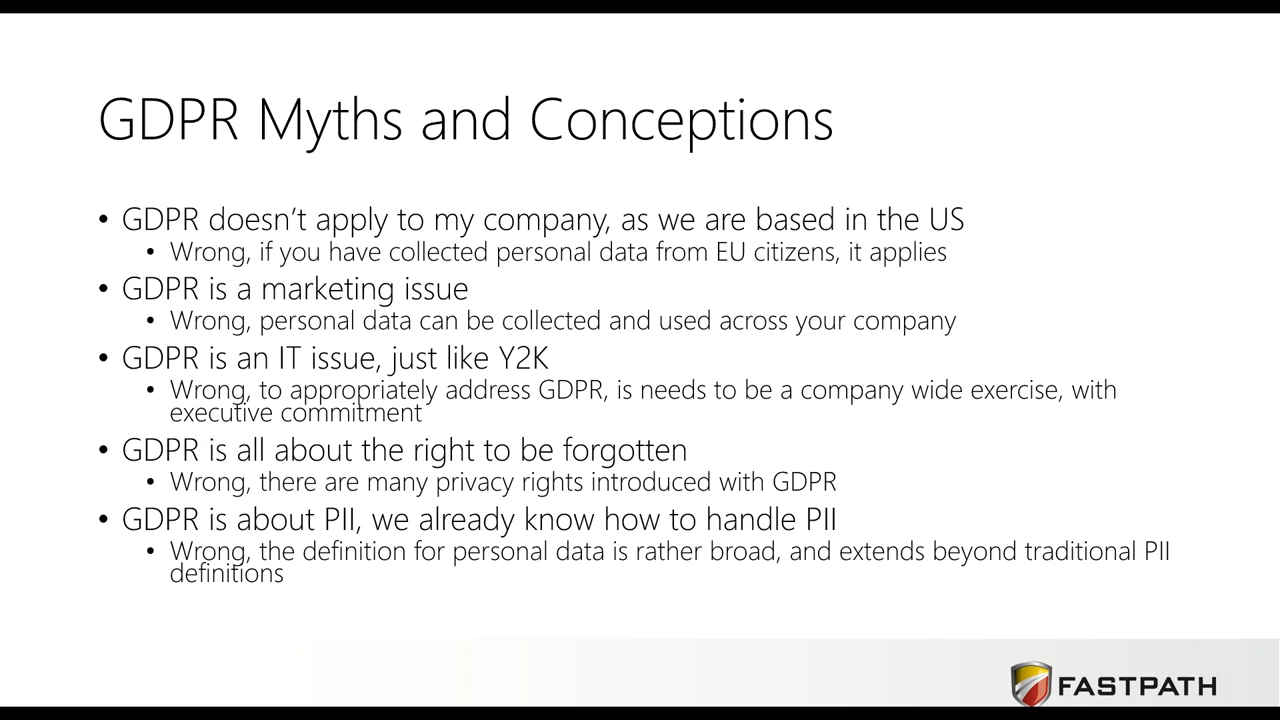 GDPR Myths and Conceptions
• GDPR doesn't apply to my company, as we are based in the US
• Wrong, if you have collected personal data from EU citizens, it applies
• GDPR is a marketing issue
• Wrong, personal data can be collected and used across your company
• GDPR is an IT issue, just like Y2K
• Wrong, to appropriately address GDPR, is needs to be a company wide exercise, with
executive commitment
• GDPR is all about the right to be forgotten
• Wrong, there are many privacy rights introduced with GDPR
• GDPR is about PII, we already know how to handle PII
• Wrong, the definition for personal data is rather broad, and extends beyond traditional PII
definitions
FASTPATH